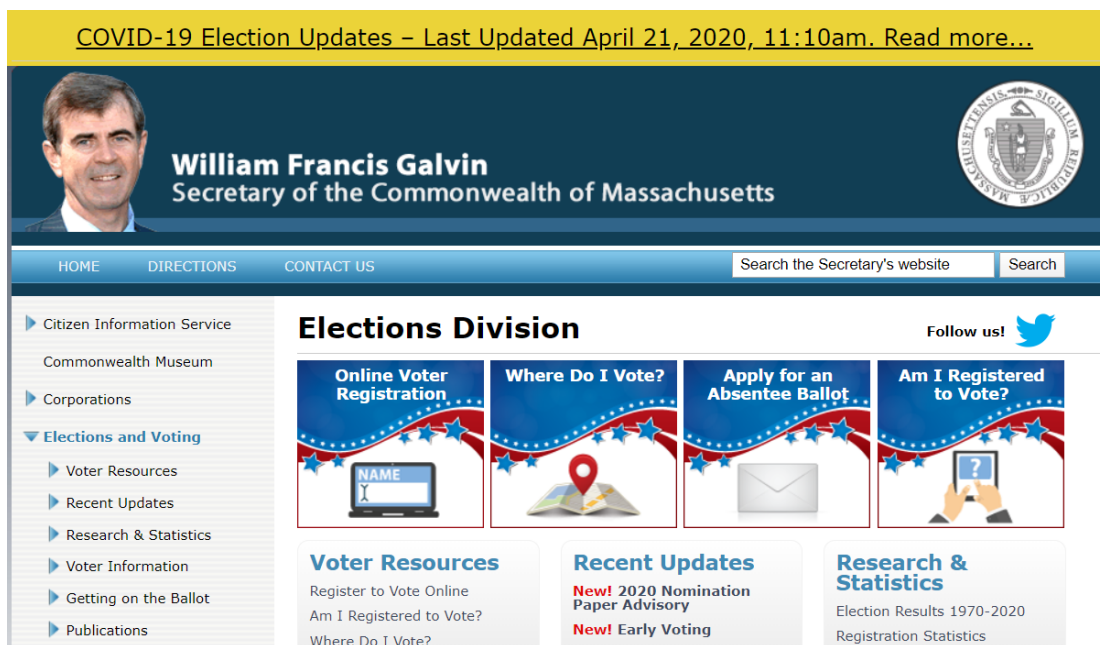 COVID-19 Election Updates – Last Updated April 21, 2020, 11:10am. Read more...
William Francis Galvin
Secretary of the Commonwealth of Massachusetts
HOME DIRECTIONS CONTACT US
Search the Secretary's website Search
Citizen Information Service
Commonwealth Museum
Corporations
Elections and Voting
Voter Resources
Recent Updates
Research & Statistics
Voter Information
Getting on the Ballot
Publications
Elections Division
Follow us!
Online Voter
Registration
NAME
Where Do I Vote?
Apply for an
Absentee Ballot
Am I Registered
to Vote?
?
Voter Resources
Register to Vote Online
Am I Registered to Vote?
Where Do I Vote?
Recent Updates
New! 2020 Nomination
Paper Advisory
New! Early Voting
Research &
Statistics
Election Results 1970-2020
Registration Statistics